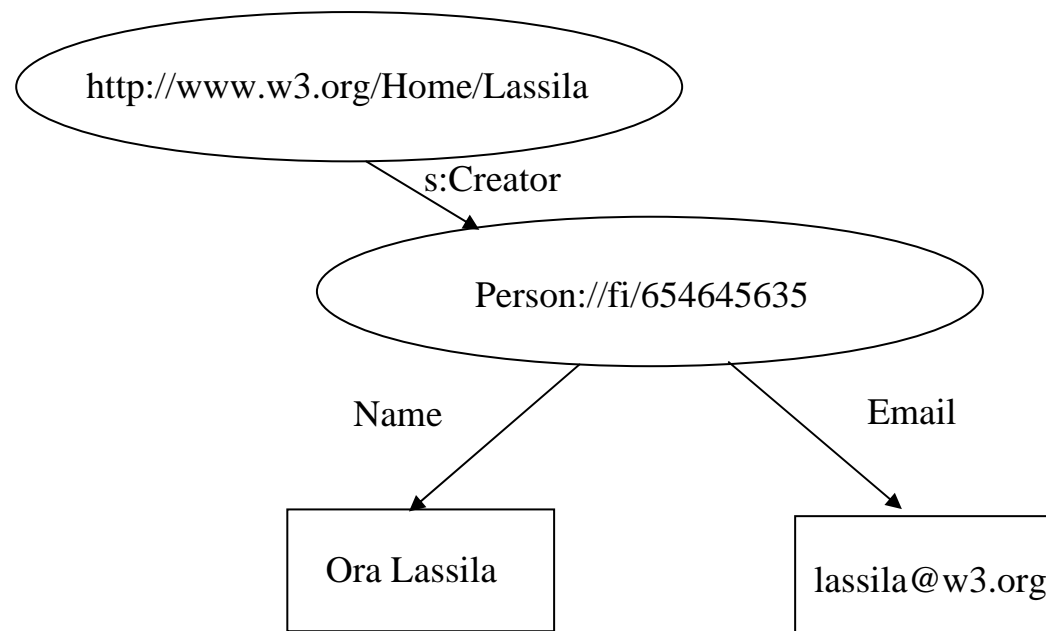 http://www.w3.org/Home/Lassila
s:Creator
Person://fi/654645635
Name
Email
Ora Lassila
lassila@w3.org